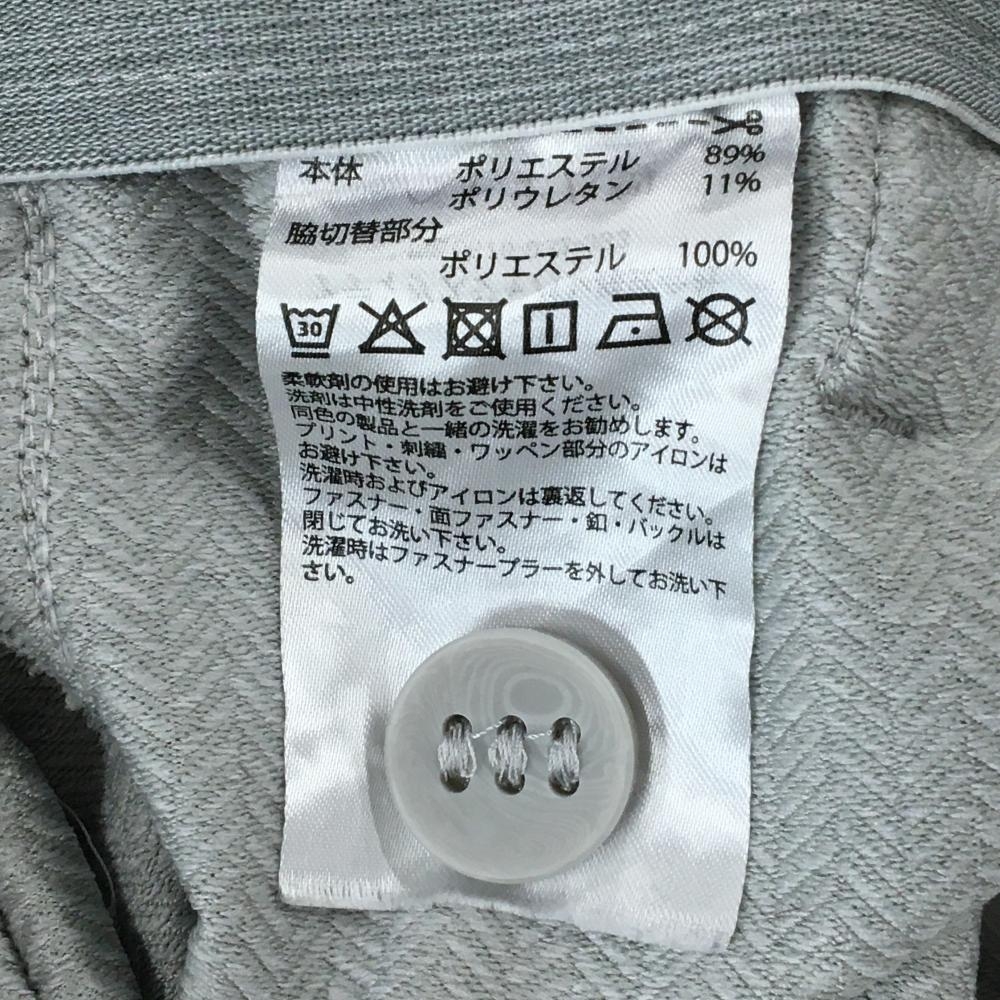 本体 ポリエステル 89%
ポリウレタン 11%
脇切替部分
ポリエステル 100%
30
柔軟剤の使用はお避け下さい。
洗剤は中性洗剤をご使用ください。
同色の製品と一緒の洗濯をお勧めします。
プリント・刺繍・ワッペン部分のアイロンは
お避け下さい。
洗濯時およびアイロンは裏返してください。
ファスナー・面ファスナー・釦・バックルは
閉じてお洗い下さい。
洗濯時はファスナープラーを外してお洗い下
さい。